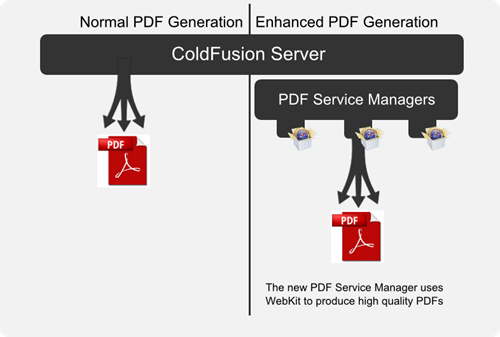 Normal PDF Generation
Enhanced PDF Generation
ColdFusion Server
PDF Service Managers
PDF
PDF
The new PDF Service Manager uses
WebKit to produce high quality PDFs